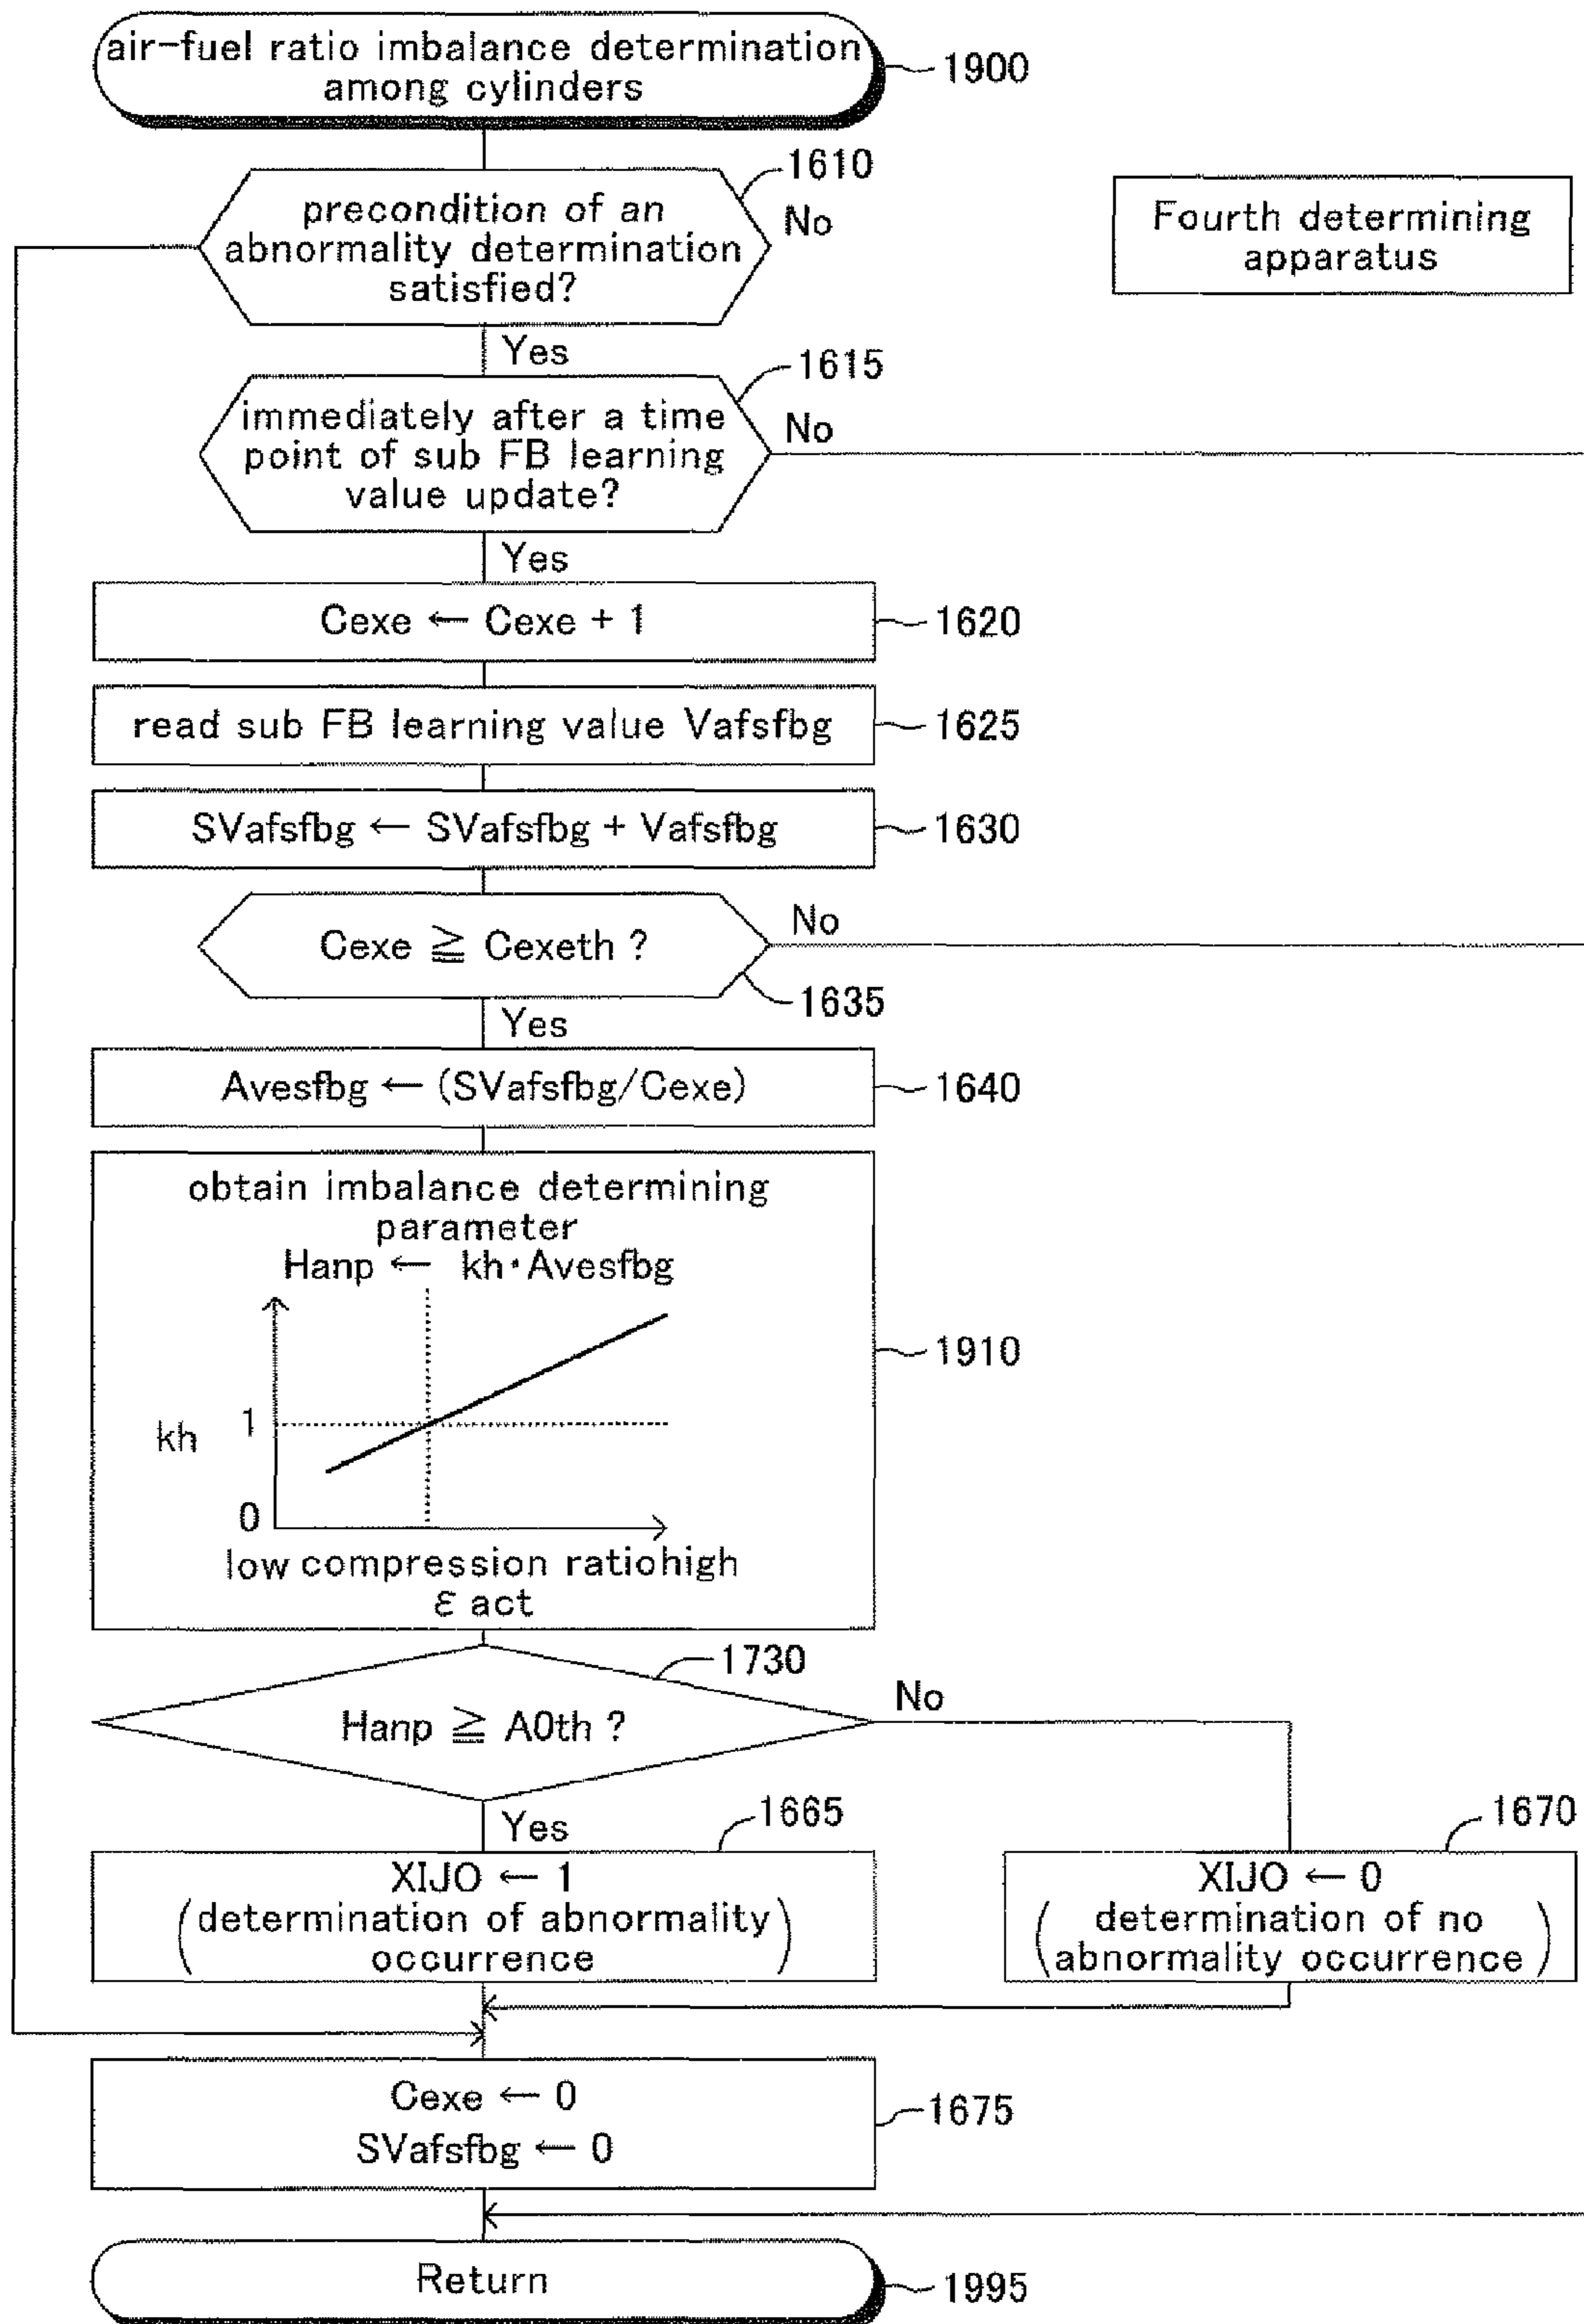 air-fuel ratio imbalance determination
among cylinders
1900
1610
precondition of an
abnormality determination
satisfied?
No
Fourth determining
apparatus
Yes
1615
immediately after a time
point of sub FB learning
value update?
No
Yes
Cexe ← Cexe + 1
1620
read sub FB learning value Vafsfbg
1625
SVafsfbg ← SVafsfbg + Vafsfbg
1630
Cexe ≧ Cexeth ?
No
1635
Yes
Avesfbg ← (SVafsfbg/Cexe)
1640
obtain imbalance determining
parameter
Hanp ← kh·Avesfbg
1910
1
kh
0
low compression ratiohigh
ε act
1730
Hanp ≧ A0th ?
No
Yes
1665
XIJO ← 1
(determination of abnormality
occurrence)
1670
XIJO ← 0
(determination of no
abnormality occurrence)
Cexe ← 0
SVafsfbg ← 0
1675
Return
1995